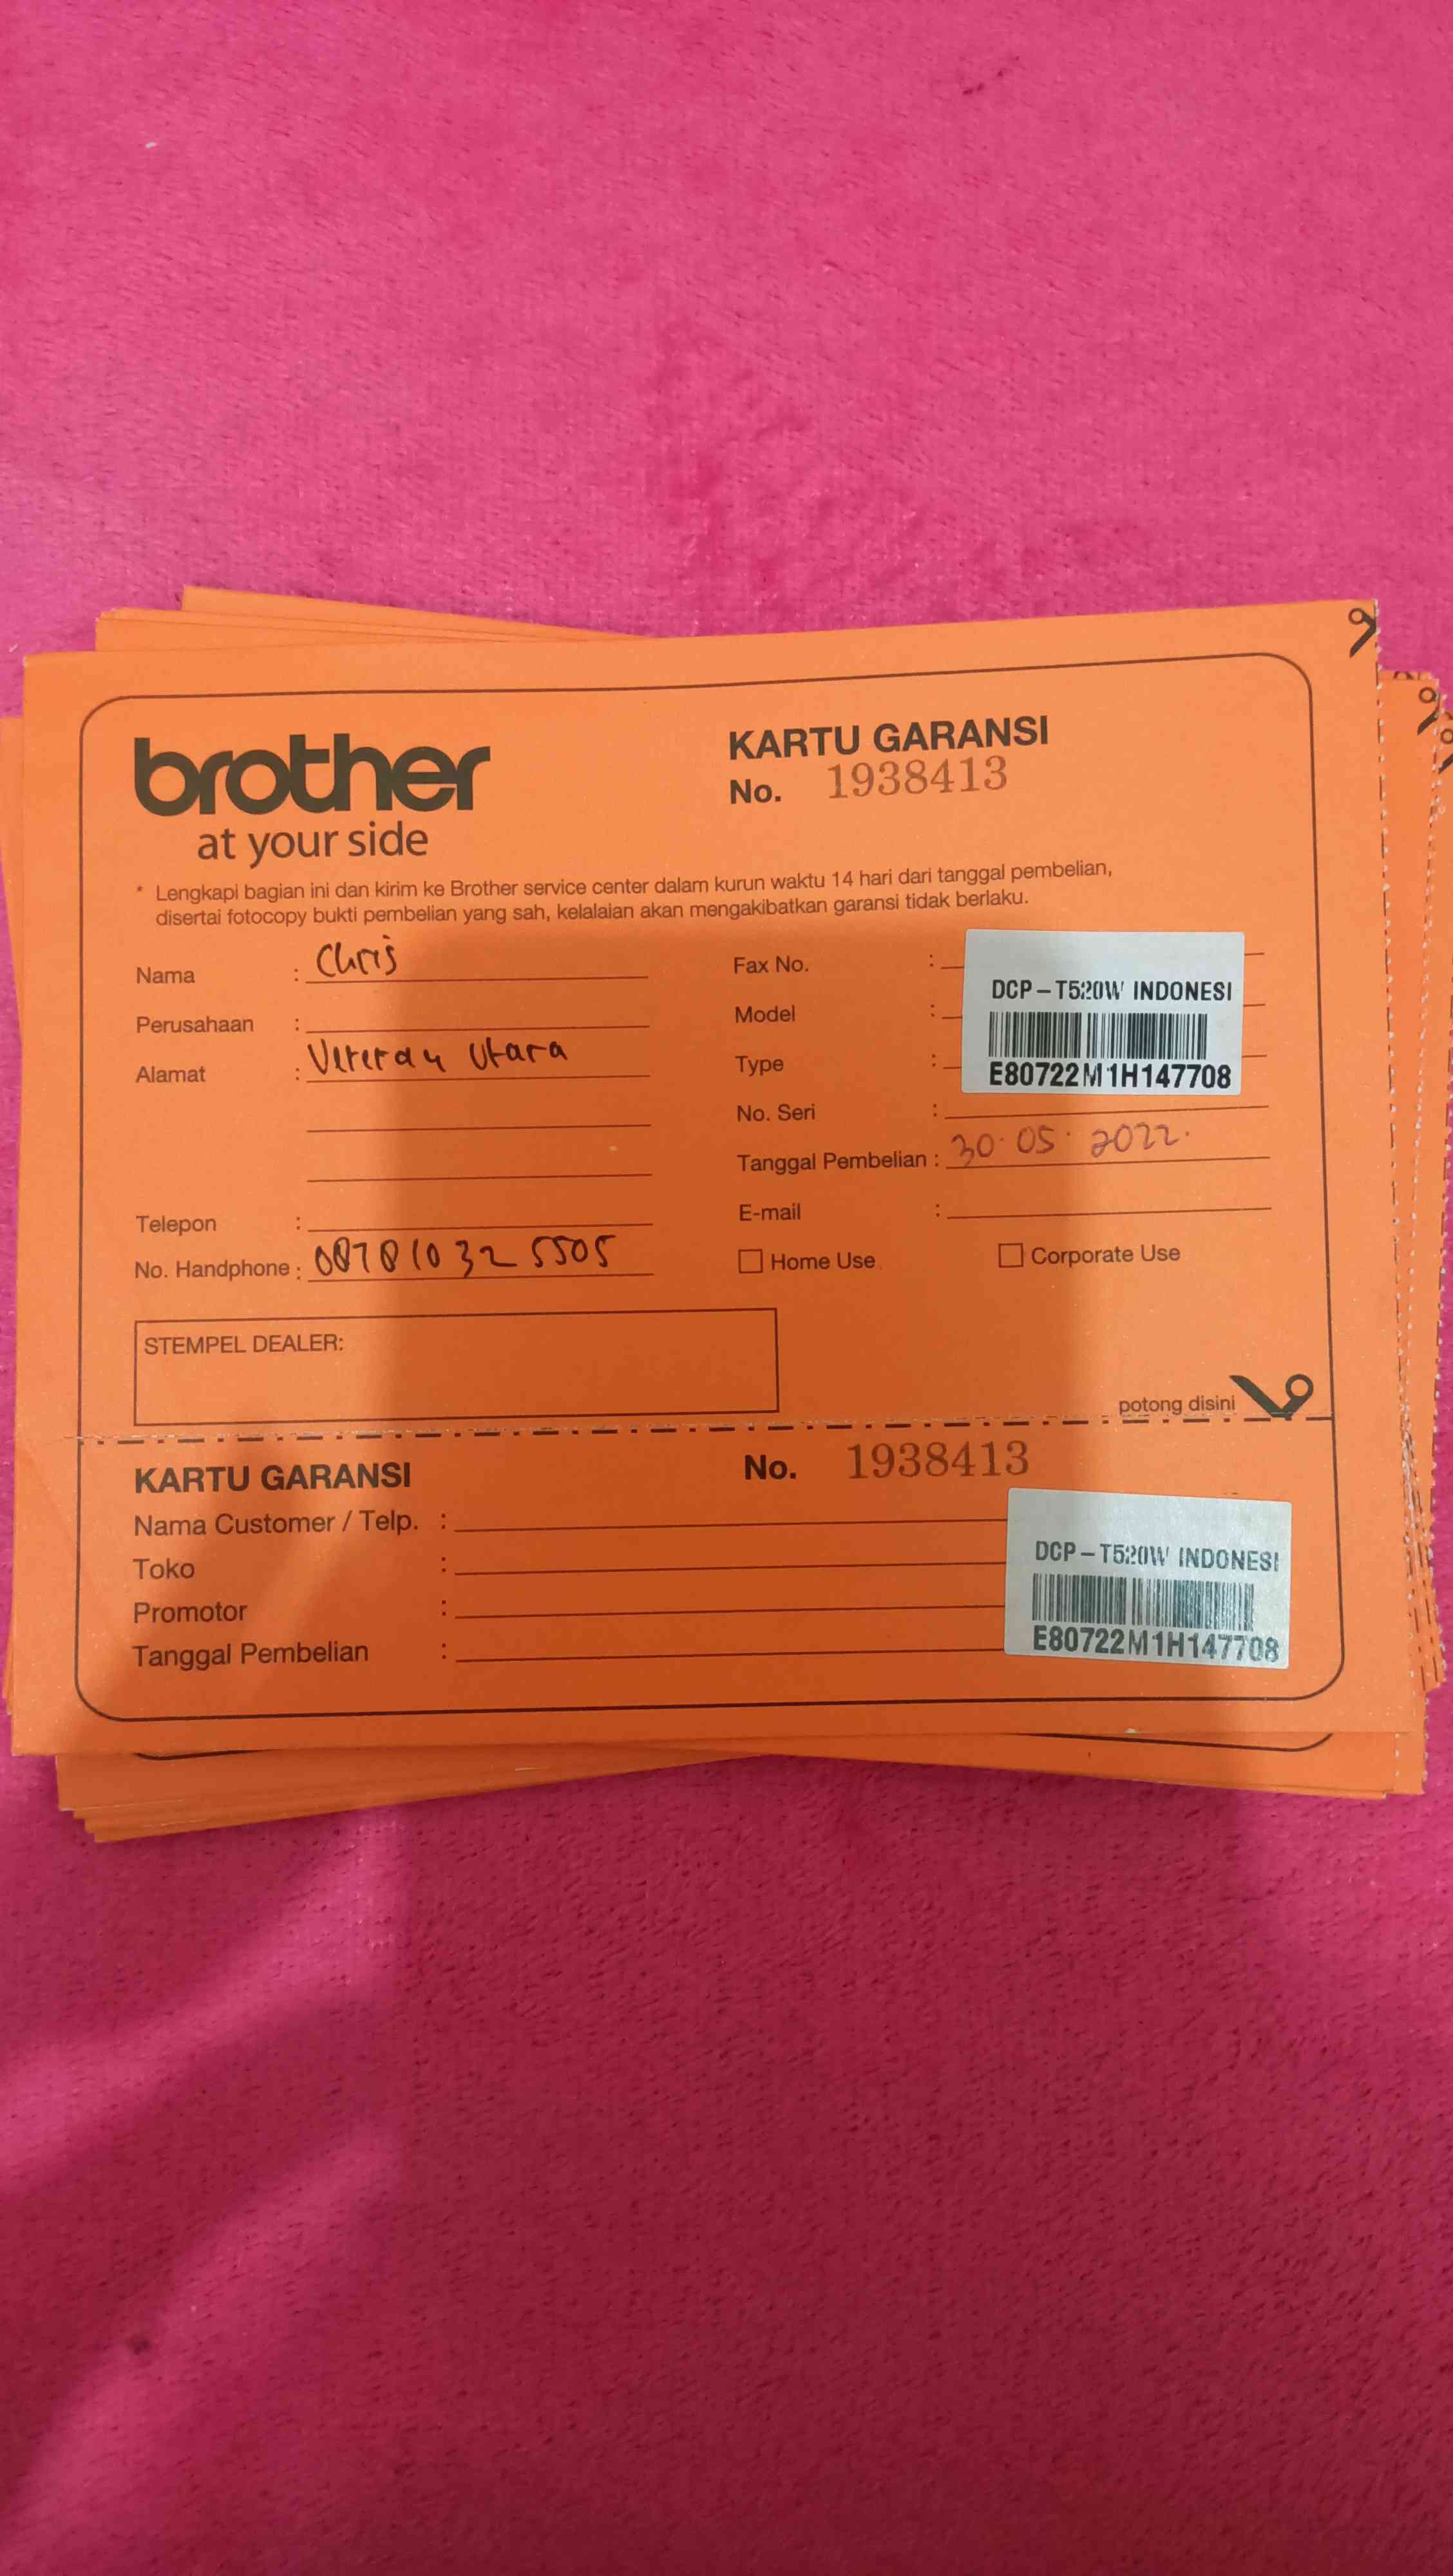 brother
at your side
KARTU GARANSI
No. 1938413
* Lengkapi bagian ini dan kirim ke Brother service center dalam kurun waktu 14 hari dari tanggal pembelian,
disertai fotocopy bukti pembelian yang sah, kelalaian akan mengakibatkan garansi tidak berlaku.
Nama : Chris
Perusahaan :
Alamat : Veteran Utara
Telepon :
No. Handphone : 087810325505
Fax No. :
Model :
Type :
DCP-T520W INDONESI
E80722M1H147708
No. Seri :
Tanggal Pembelian : 30.05.2022.
E-mail :
Home Use
Corporate Use
STEMPEL DEALER:
potong disini
KARTU GARANSI
No. 1938413
Nama Customer / Telp. :
Toko :
Promotor :
Tanggal Pembelian :
DCP-T520W INDONESI
E80722M1H147708